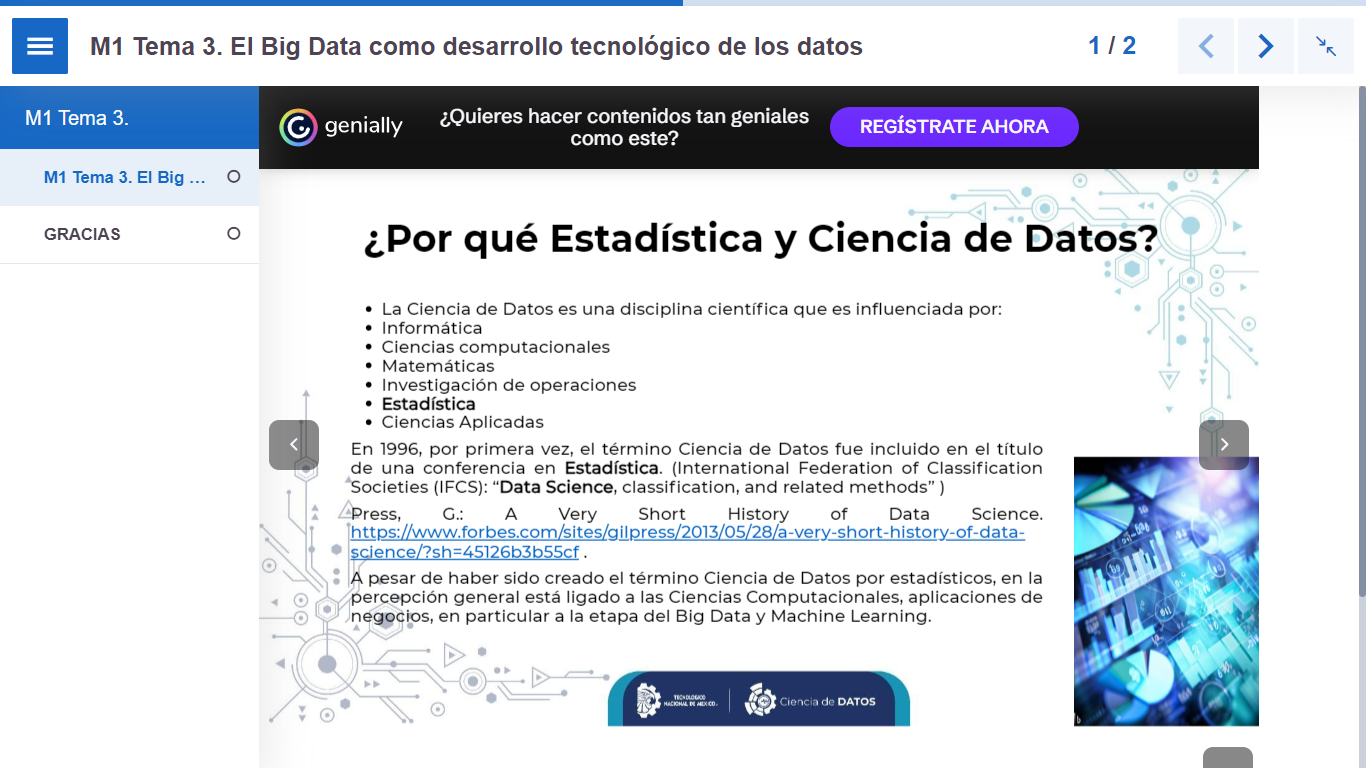 M1 Tema 3. El Big Data como desarrollo tecnológico de los datos
1 / 2
M1 Tema 3.
M1 Tema 3. El Big ...
GRACIAS
genially
¿Quieres hacer contenidos tan geniales
como este?
REGÍSTRATE AHORA
¿Por qué Estadística y Ciencia de Datos?
• La Ciencia de Datos es una disciplina científica que es influenciada por:
• Informática
• Ciencias computacionales
• Matemáticas
• Investigación de operaciones
• Estadística
• Ciencias Aplicadas
En 1996, por primera vez, el término Ciencia de Datos fue incluido en el título
de una conferencia en Estadística. (International Federation of Classification
Societies (IFCS): “Data Science, classification, and related methods” )
Press, G.: A Very Short History of Data Science.
https://www.forbes.com/sites/gilpress/2013/05/28/a-very-short-history-of-data-
science/?sh=45126b3b55cf .
A pesar de haber sido creado el término Ciencia de Datos por estadísticos, en la
percepción general está ligado a las Ciencias Computacionales, aplicaciones de
negocios, en particular a la etapa del Big Data y Machine Learning.
TECNOLÓGICO
NACIONAL DE MÉXICO
Ciencia de DATOS